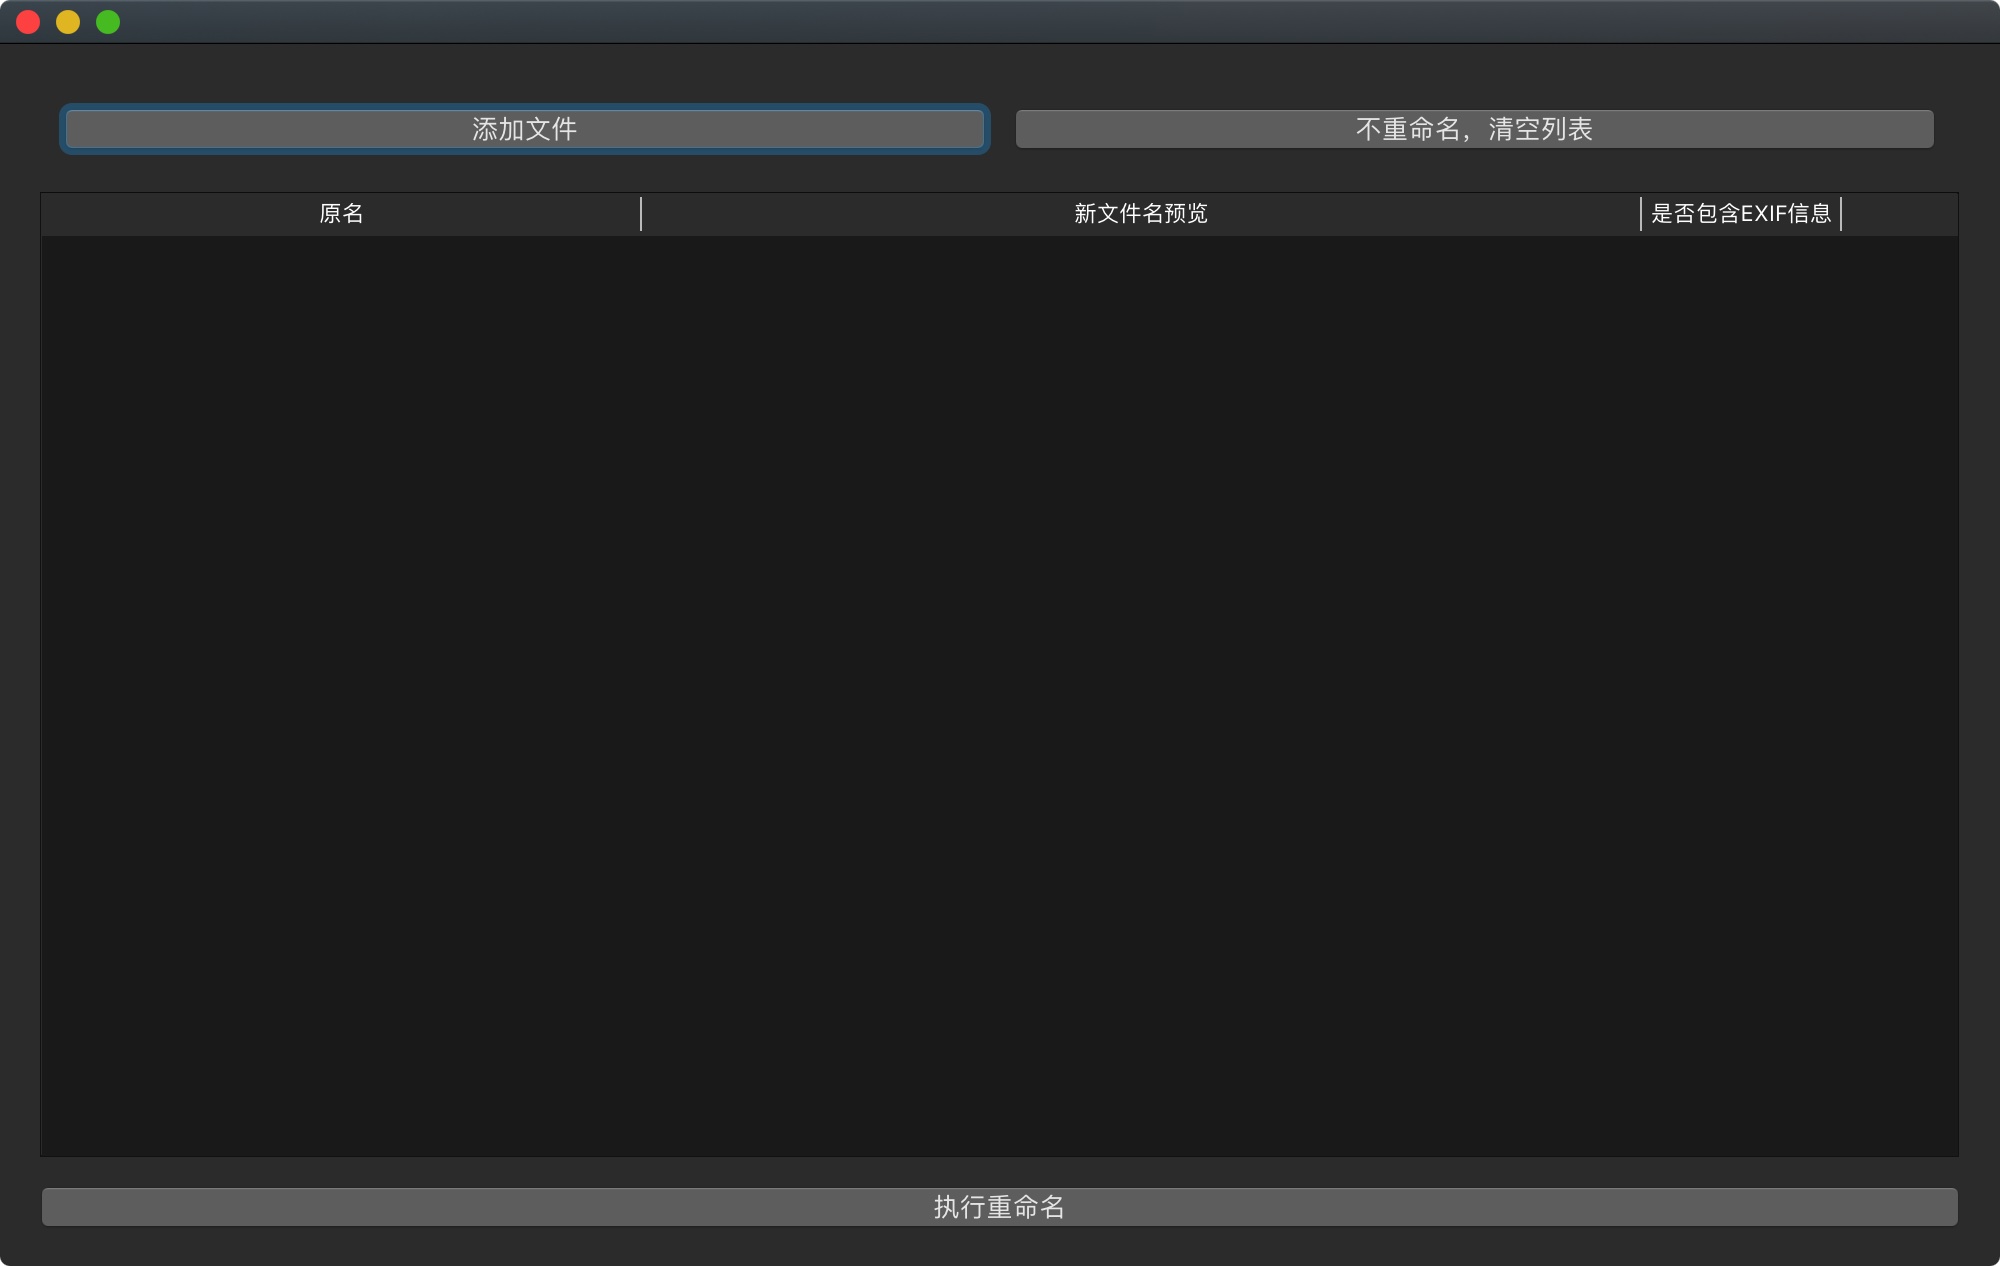 添加文件
不重命名，清空列表
原名
新文件名预览
是否包含EXIF信息
执行重命名